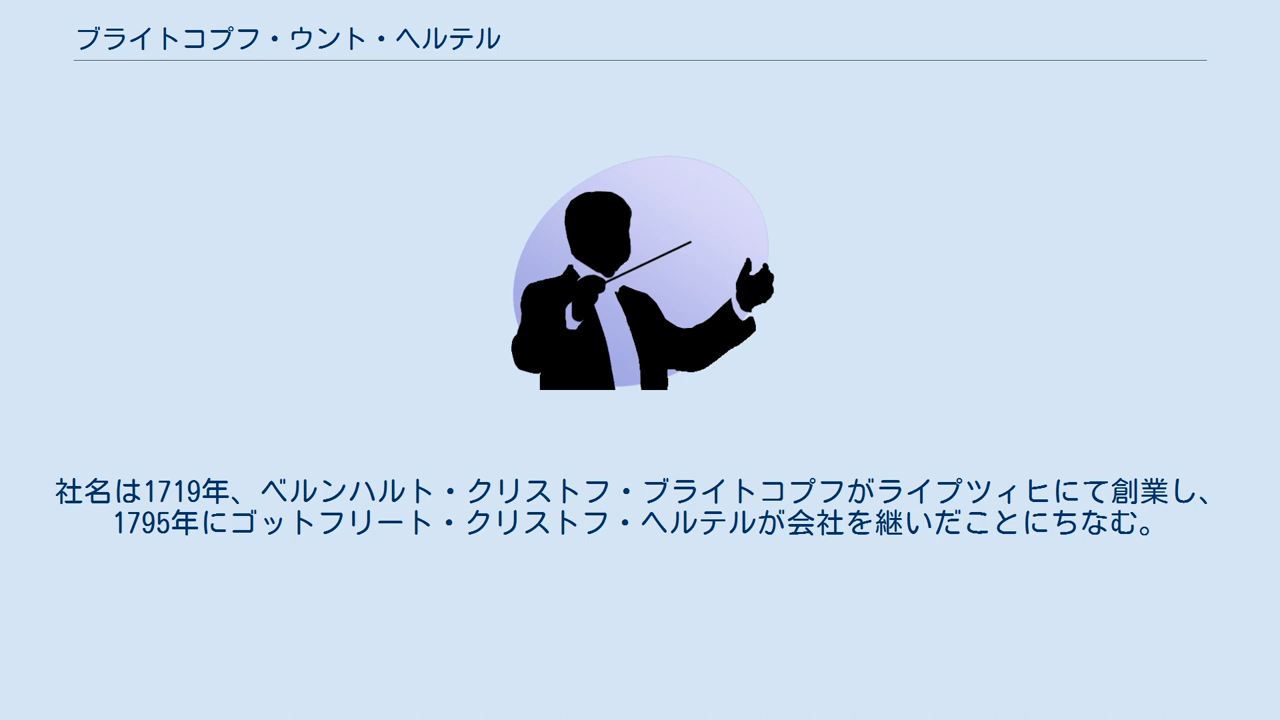 ブライトコプフ・ウント・ヘルテル
社名は1719年、ベルンハルト・クリストフ・ブライトコプフがライプツィヒにて創業し、
1795年にゴットフリート・クリストフ・ヘルテルが会社を継いだことにちなむ。